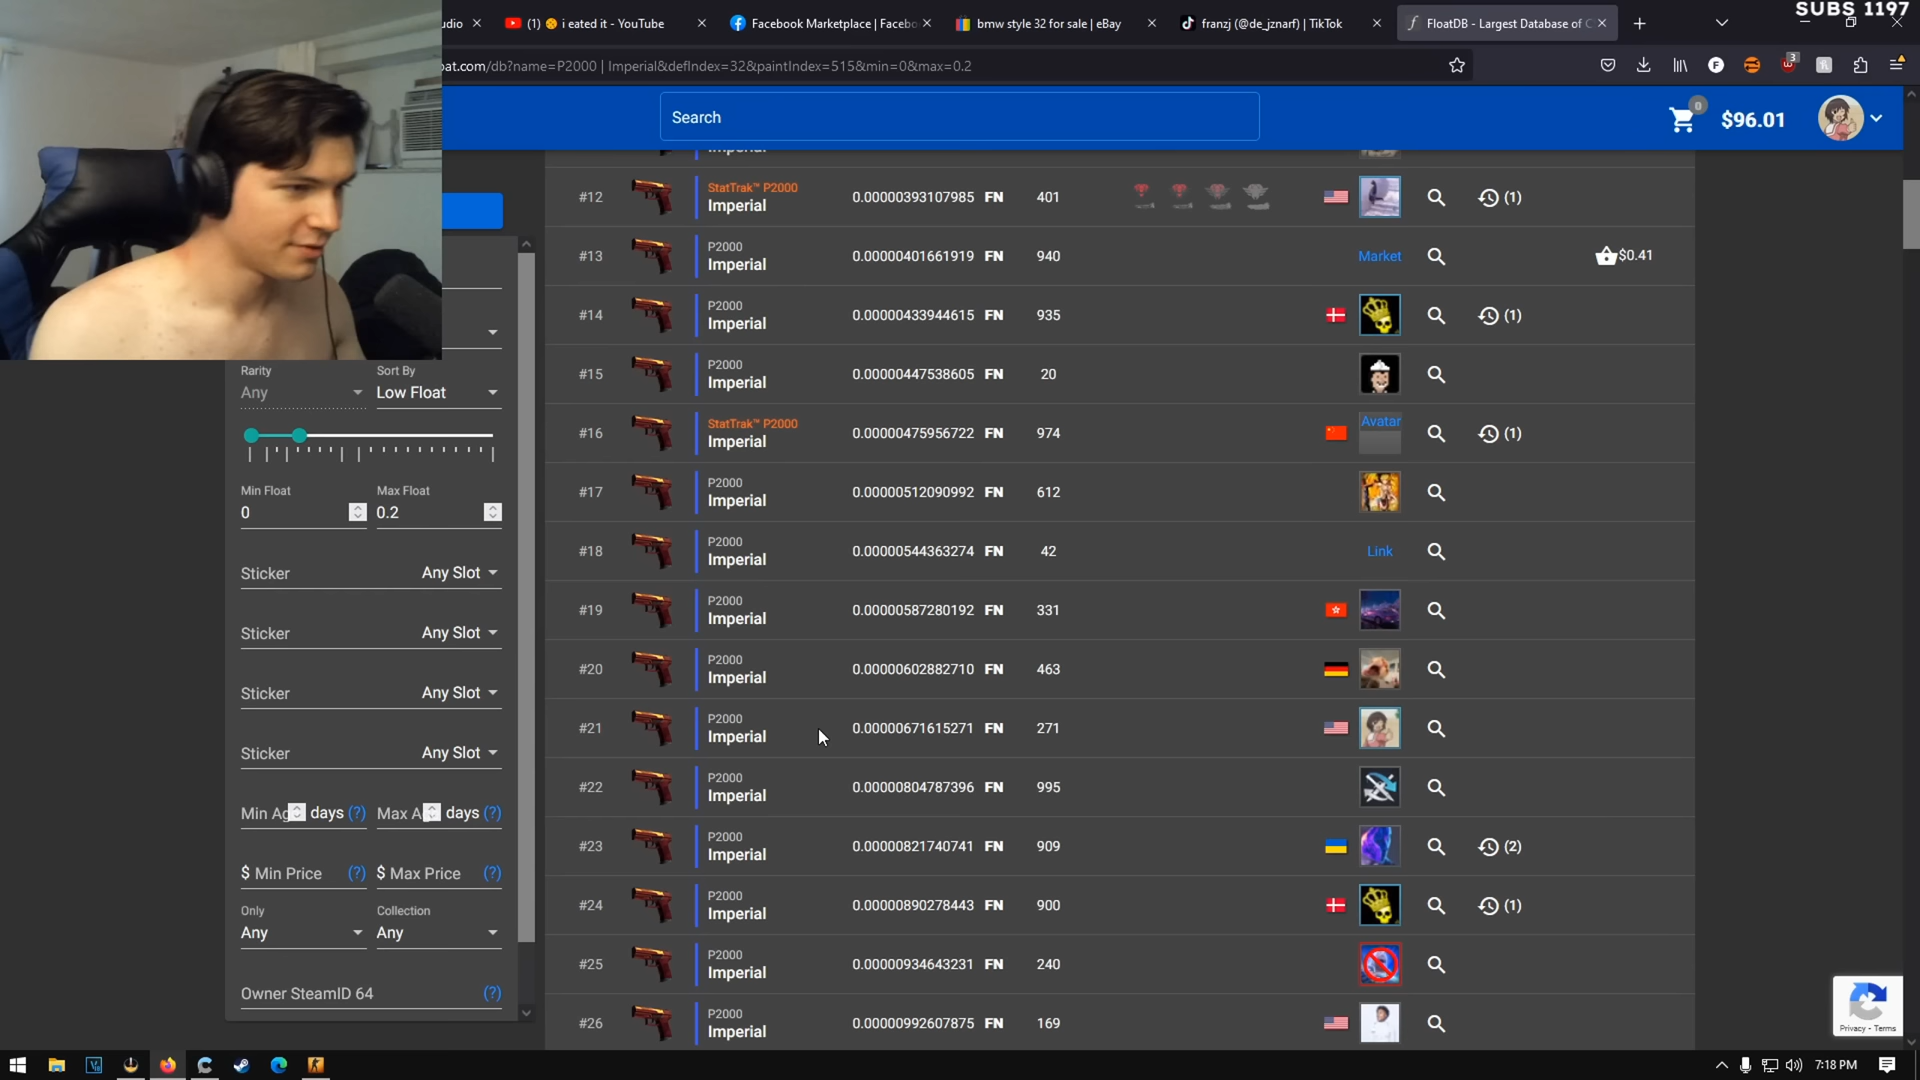 SUBS 1197
udio
(1) i eated it - YouTube
Facebook Marketplace | Facebo
bmw style 32 for sale | eBay
franzj (@de_jznarf) | TikTok
FloatDB - Largest Database of C
oat.com/db?name=P2000 | Imperial&defIndex=32&paintIndex=515&min=0&max=0.2
3
Search
0
$96.01
Imperial
#12 StatTrak™ P2000 Imperial 0.00000393107985 FN 401 (1)
#13 P2000 Imperial 0.00000401661919 FN 940 Market $0.41
#14 P2000 Imperial 0.00000433944615 FN 935 (1)
#15 P2000 Imperial 0.00000447538605 FN 20
#16 StatTrak™ P2000 Imperial 0.00000475956722 FN 974 Avatar (1)
#17 P2000 Imperial 0.00000512090992 FN 612
#18 P2000 Imperial 0.00000544363274 FN 42 Link
#19 P2000 Imperial 0.00000587280192 FN 331
#20 P2000 Imperial 0.00000602882710 FN 463
#21 P2000 Imperial 0.00000671615271 FN 271
#22 P2000 Imperial 0.00000804787396 FN 995
#23 P2000 Imperial 0.00000821740741 FN 909 (2)
#24 P2000 Imperial 0.00000890278443 FN 900 (1)
#25 P2000 Imperial 0.00000934643231 FN 240
#26 P2000 Imperial 0.00000992607875 FN 169
Rarity Sort By
Any Low Float
Min Float Max Float
0 0.2
Sticker Any Slot
Sticker Any Slot
Sticker Any Slot
Sticker Any Slot
Min Ag days (?) Max A days (?)
$ Min Price (?) $ Max Price (?)
Only Collection
Any Any
Owner SteamID 64 (?)
Privacy - Terms
7:18 PM